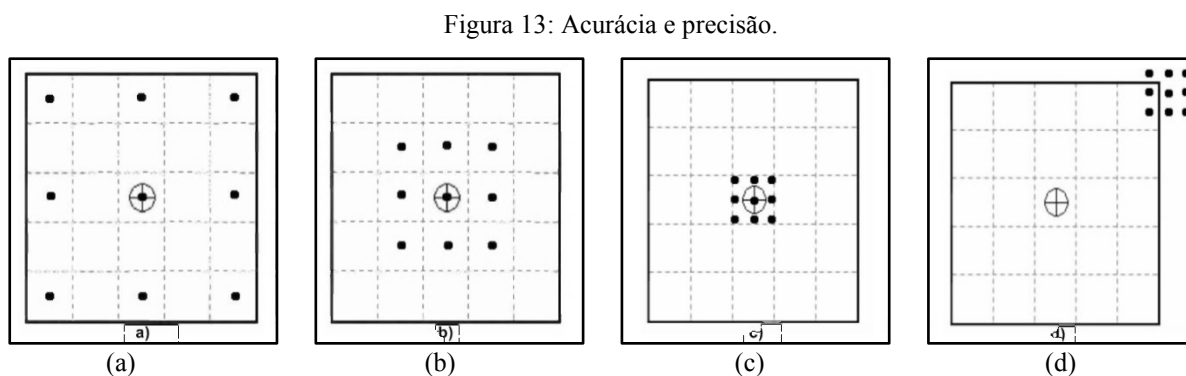 Figura 13: Acurácia e precisão.
a)
b)
c)
d)
(a)
(b)
(c)
(d)